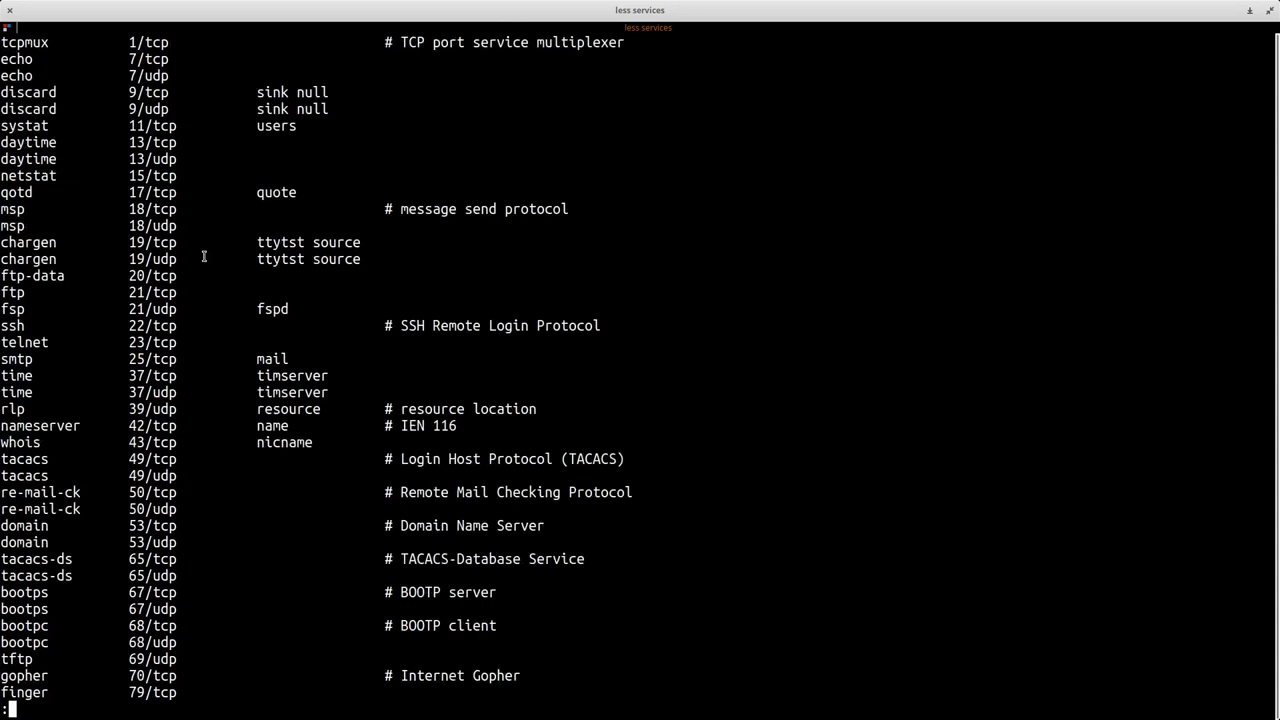 less services
less services
tcpmux 1/tcp # TCP port service multiplexer
echo 7/tcp
echo 7/udp
discard 9/tcp sink null
discard 9/udp sink null
systat 11/tcp users
daytime 13/tcp
daytime 13/udp
netstat 15/tcp
qotd 17/tcp quote
msp 18/tcp # message send protocol
msp 18/udp
chargen 19/tcp ttytst source
chargen 19/udp ttytst source
ftp-data 20/tcp
ftp 21/tcp
fsp 21/udp fspd
ssh 22/tcp # SSH Remote Login Protocol
telnet 23/tcp
smtp 25/tcp mail
time 37/tcp timserver
time 37/udp timserver
rlp 39/udp resource # resource location
nameserver 42/tcp name # IEN 116
whois 43/tcp nicname
tacacs 49/tcp # Login Host Protocol (TACACS)
tacacs 49/udp
re-mail-ck 50/tcp # Remote Mail Checking Protocol
re-mail-ck 50/udp
domain 53/tcp # Domain Name Server
domain 53/udp
tacacs-ds 65/tcp # TACACS-Database Service
tacacs-ds 65/udp
bootps 67/tcp # BOOTP server
bootps 67/udp
bootpc 68/tcp # BOOTP client
bootpc 68/udp
tftp 69/udp
gopher 70/tcp # Internet Gopher
finger 79/tcp
: